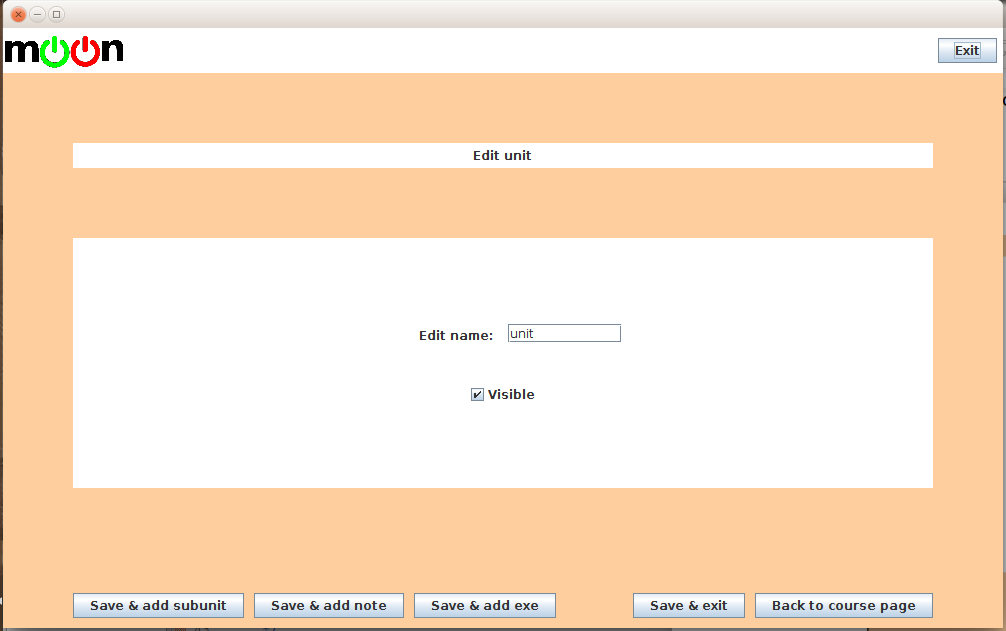 moon
Exit
Edit unit
Edit name: unit
Visible
Save & add subunit Save & add note Save & add exe Save & exit Back to course page